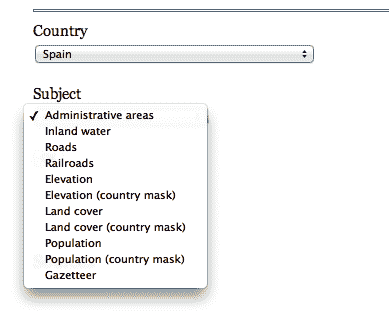 Country
Spain
Subject
✓ Administrative areas
Inland water
Roads
Railroads
Elevation
Elevation (country mask)
Land cover
Land cover (country mask)
Population
Population (country mask)
Gazetteer